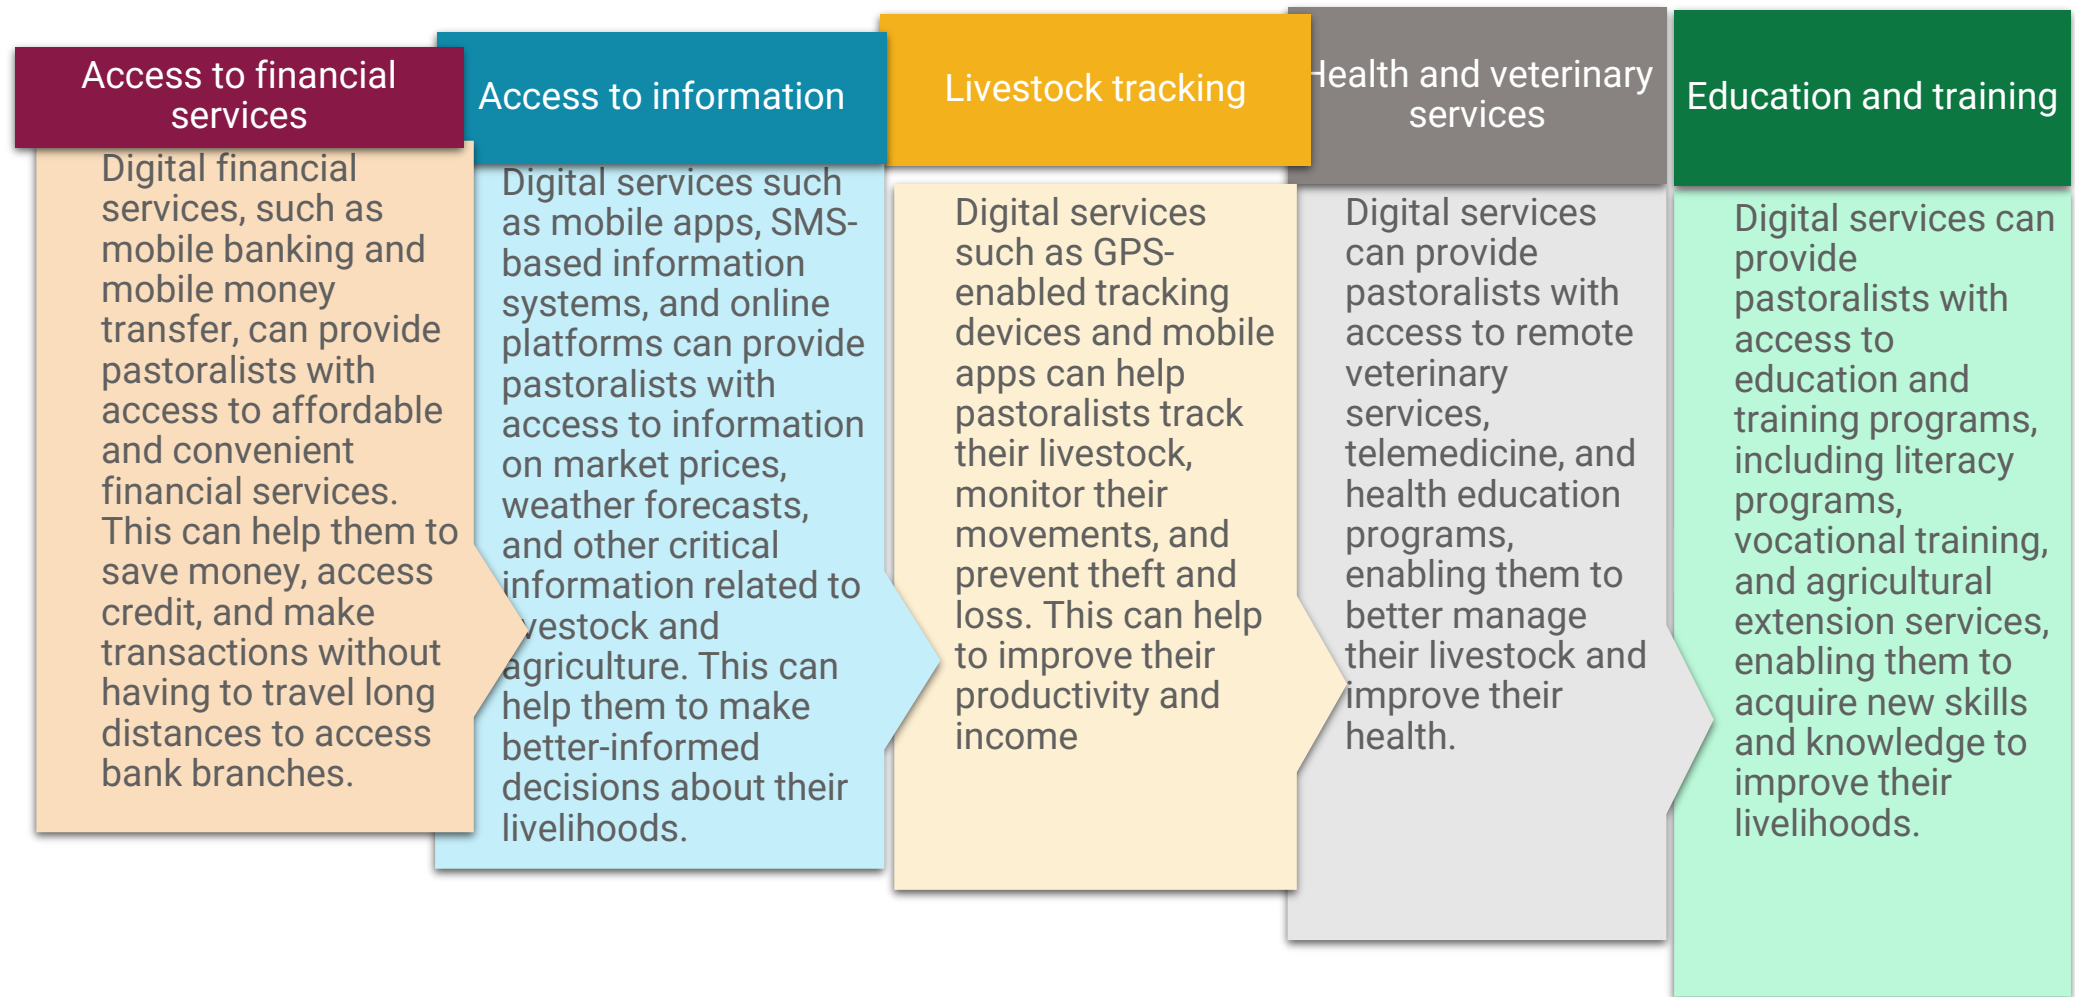 Access to financial
services
Digital financial
services, such as
mobile banking and
mobile money
transfer, can provide
pastoralists with
access to affordable
and convenient
financial services.
This can help them to
save money, access
credit, and make
transactions without
having to travel long
distances to access
bank branches.
Access to information
Digital services such
as mobile apps, SMS-
based information
systems, and online
platforms can provide
pastoralists with
access to information
on market prices,
weather forecasts,
and other critical
information related to
livestock and
agriculture. This can
help them to make
better-informed
decisions about their
livelihoods.
Livestock tracking
Digital services
such as GPS-
enabled tracking
devices and mobile
apps can help
pastoralists track
their livestock,
monitor their
movements, and
prevent theft and
loss. This can help
to improve their
productivity and
income
Health and veterinary
services
Digital services
can provide
pastoralists with
access to remote
veterinary
services,
telemedicine, and
health education
programs,
enabling them to
better manage
their livestock and
improve their
health.
Education and training
Digital services can
provide
pastoralists with
access to
education and
training programs,
including literacy
programs,
vocational training,
and agricultural
extension services,
enabling them to
acquire new skills
and knowledge to
improve their
livelihoods.